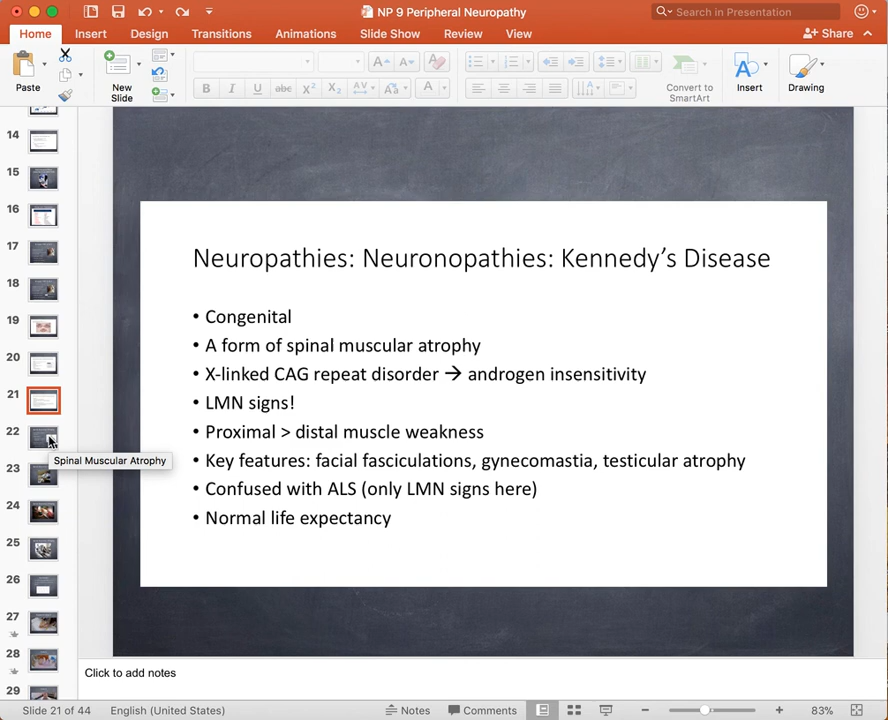 NP 9 Peripheral Neuropathy
Search in Presentation
Home Insert Design Transitions Animations Slide Show Review View
Share
Paste
New
Slide
Convert to
SmartArt
Insert
Drawing
14
15
16
17
18
19
20
21
22
Spinal Muscular Atrophy
23
24
25
26
27
28
29
Neuropathies: Neuronopathies: Kennedy’s Disease
• Congenital
• A form of spinal muscular atrophy
• X-linked CAG repeat disorder → androgen insensitivity
• LMN signs!
• Proximal > distal muscle weakness
• Key features: facial fasciculations, gynecomastia, testicular atrophy
• Confused with ALS (only LMN signs here)
• Normal life expectancy
Click to add notes
Slide 21 of 44 English (United States) Notes Comments 83%